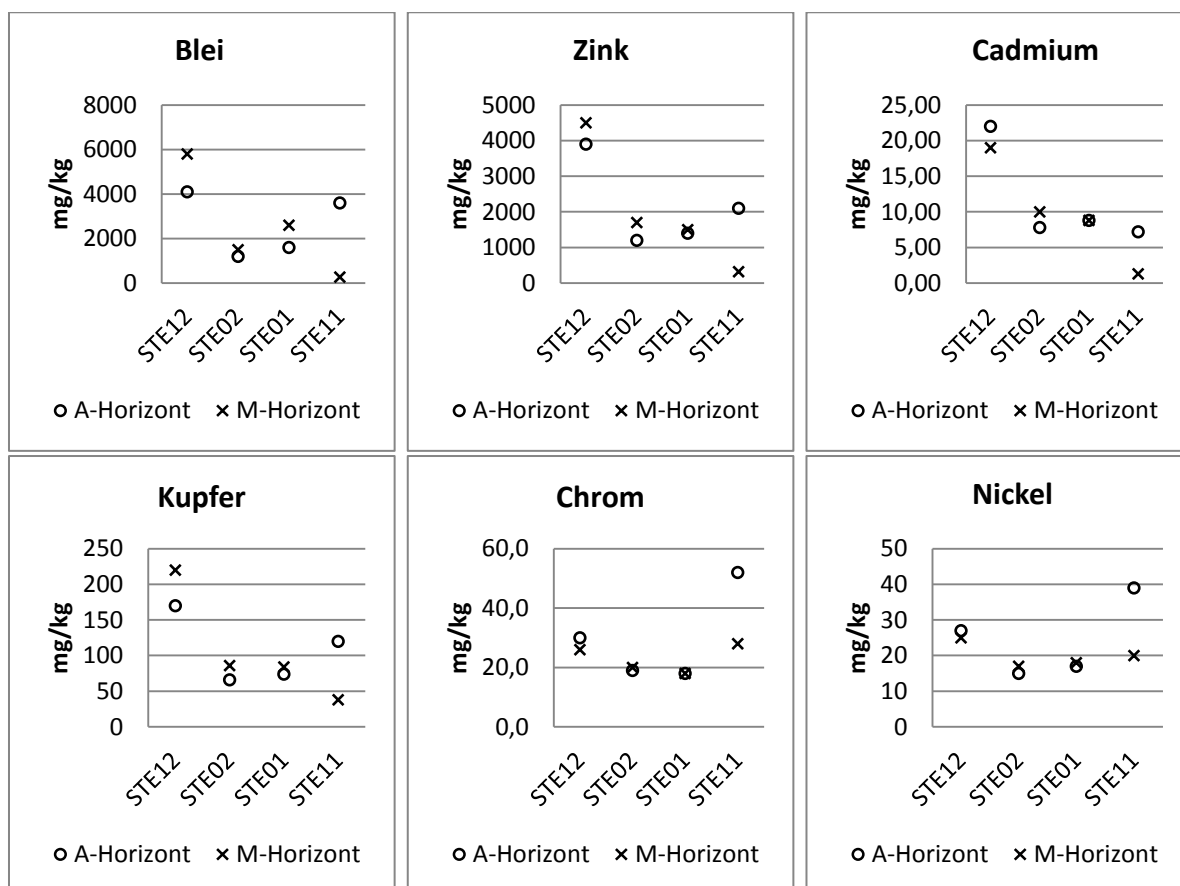 Blei
8000
6000
4000
2000
0
mg/kg
STE12
STE02
STE01
STE11
A-Horizont M-Horizont
Zink
5000
4000
3000
2000
1000
0
mg/kg
STE12
STE02
STE01
STE11
A-Horizont M-Horizont
Cadmium
25,00
20,00
15,00
10,00
5,00
0,00
mg/kg
STE12
STE02
STE01
STE11
A-Horizont M-Horizont
Kupfer
250
200
150
100
50
0
mg/kg
STE12
STE02
STE01
STE11
A-Horizont M-Horizont
Chrom
60,0
40,0
20,0
0,0
mg/kg
STE12
STE02
STE01
STE11
A-Horizont M-Horizont
Nickel
50
40
30
20
10
0
mg/kg
STE12
STE02
STE01
STE11
A-Horizont M-Horizont